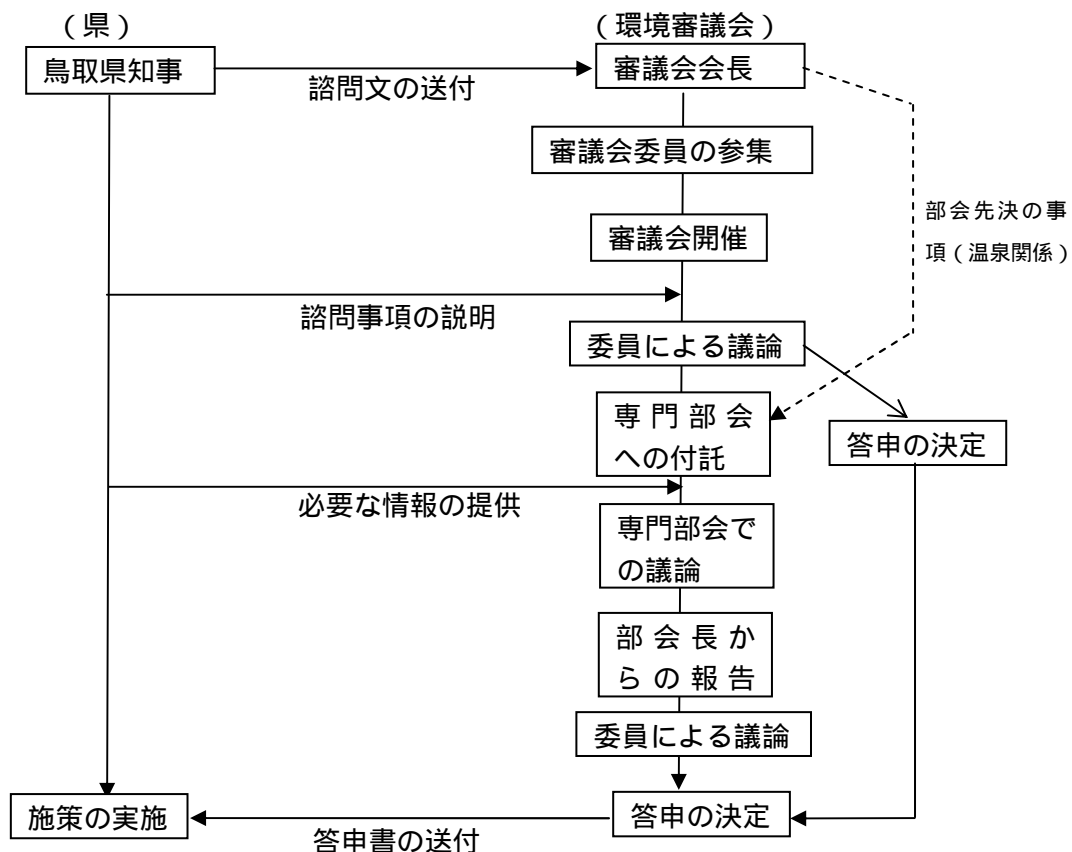 （県）
（環境審議会）
鳥取県知事
審議会会長
諮問文の送付
審議会委員の参集
部会先決の事
項（温泉関係）
審議会開催
諮問事項の説明
委員による議論
専門部会
への付託
答申の決定
必要な情報の提供
専門部会で
の議論
部会長か
らの報告
委員による議論
施策の実施
答申の決定
答申書の送付